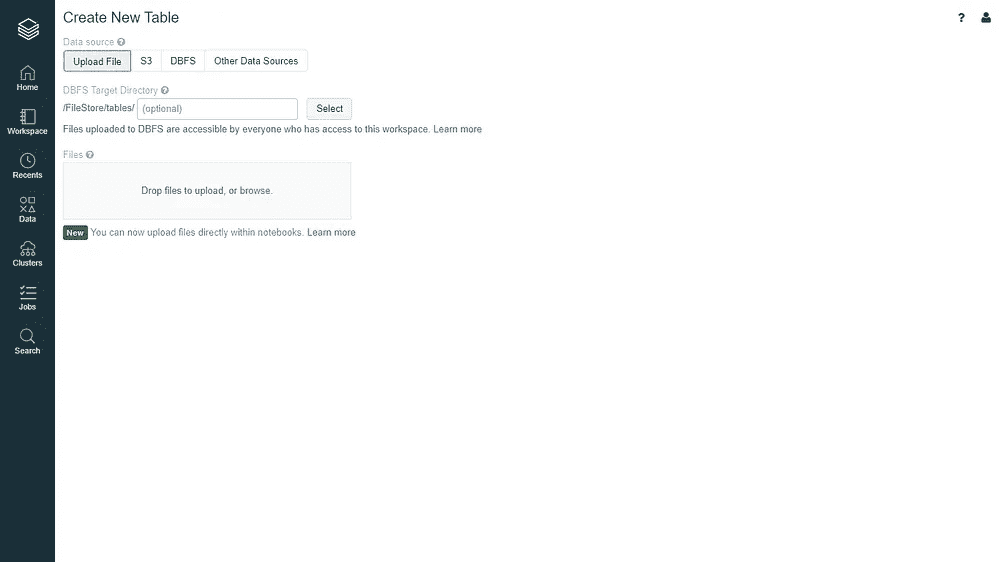 Create New Table
?
Data source
Upload File S3 DBFS Other Data Sources
DBFS Target Directory
/FileStore/tables/ (optional) Select
Files uploaded to DBFS are accessible by everyone who has access to this workspace. Learn more
Files
Drop files to upload, or browse.
New You can now upload files directly within notebooks. Learn more
Home
Workspace
Recents
Data
Clusters
Jobs
Search